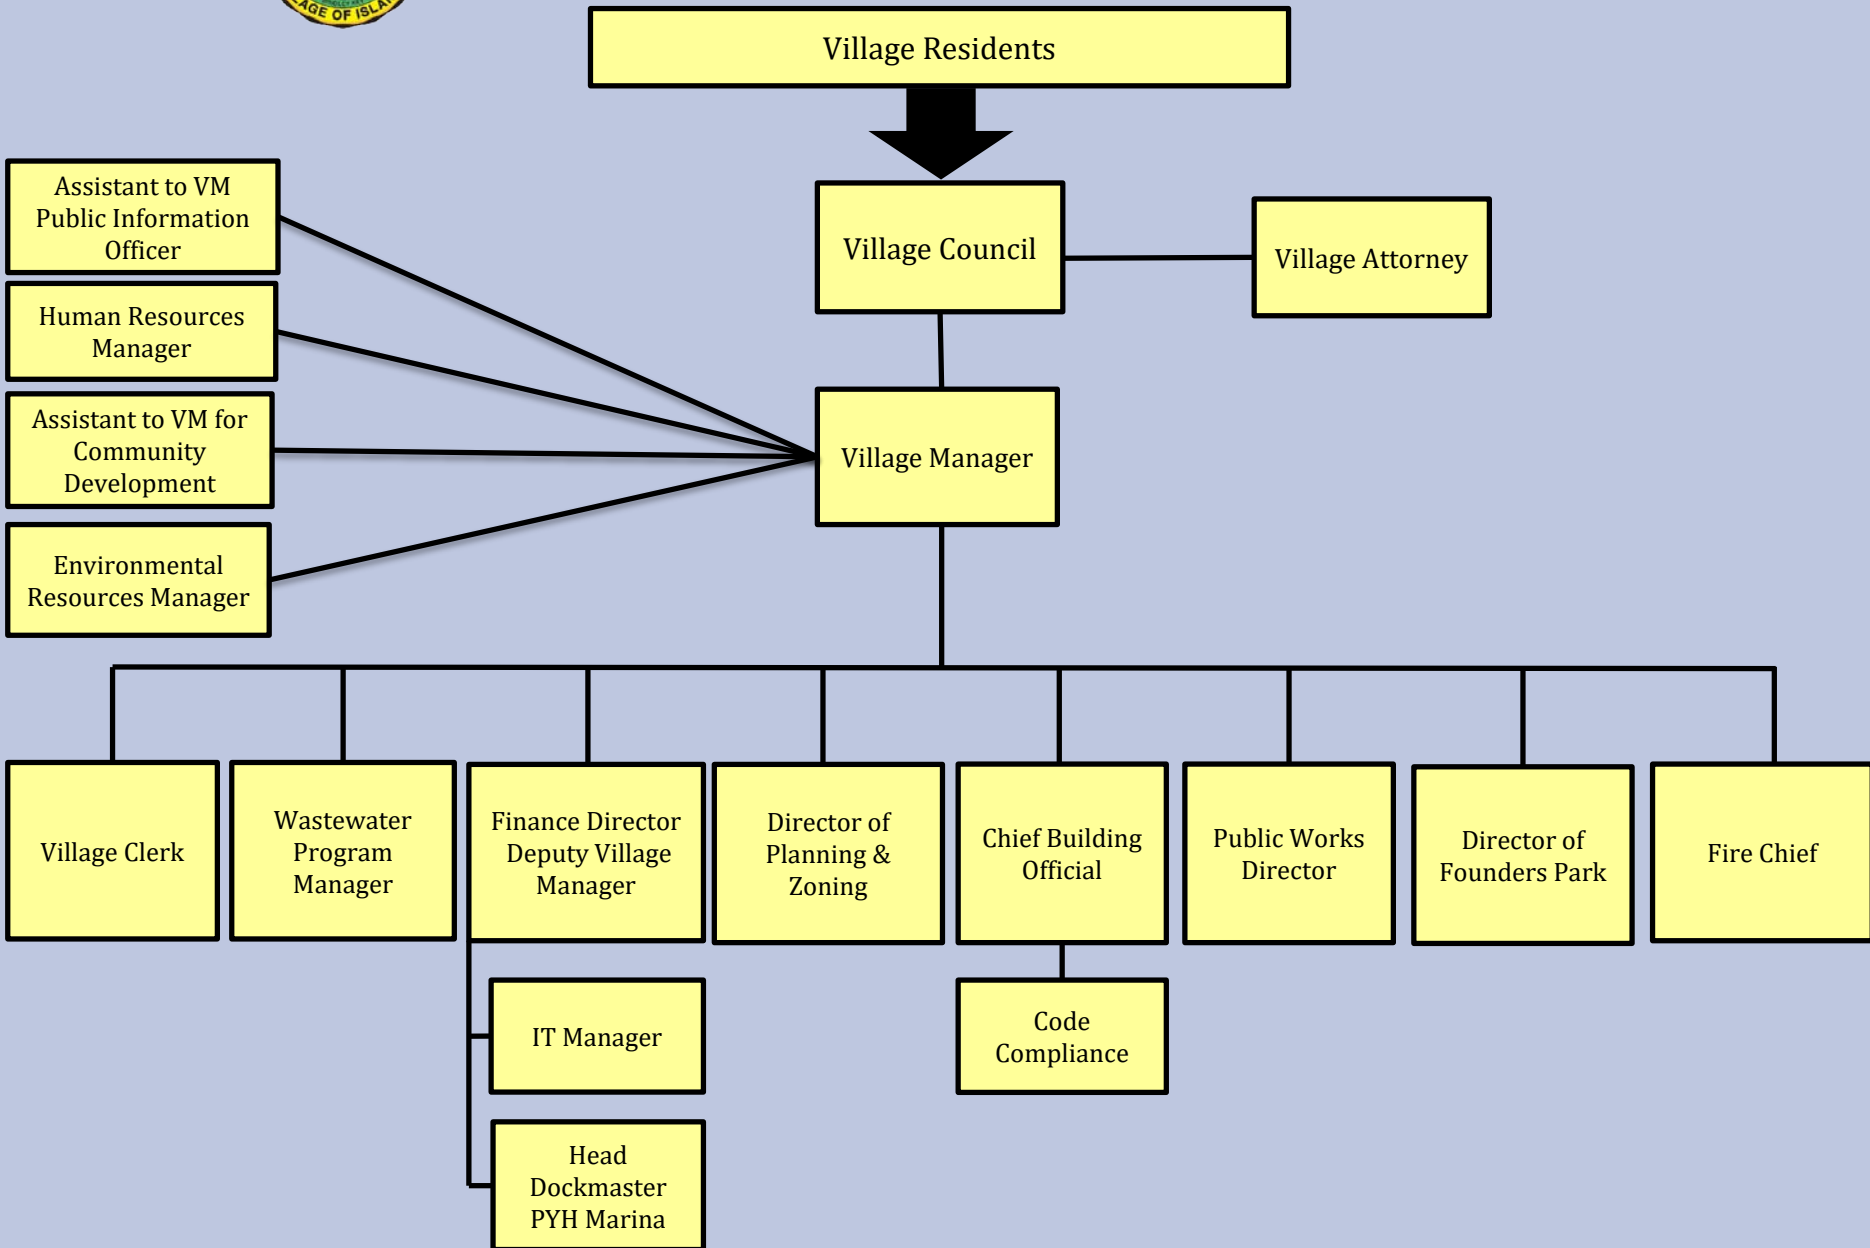 VILLAGE OF ISLA
Village Residents
Assistant to VM
Public Information
Officer
Village Council
Village Attorney
Human Resources
Manager
Assistant to VM for
Community
Development
Village Manager
Environmental
Resources Manager
Village Clerk
Wastewater
Program
Manager
Finance Director
Deputy Village
Manager
Director of
Planning &
Zoning
Chief Building
Official
Public Works
Director
Director of
Founders Park
Fire Chief
IT Manager
Code
Compliance
Head
Dockmaster
PYH Marina